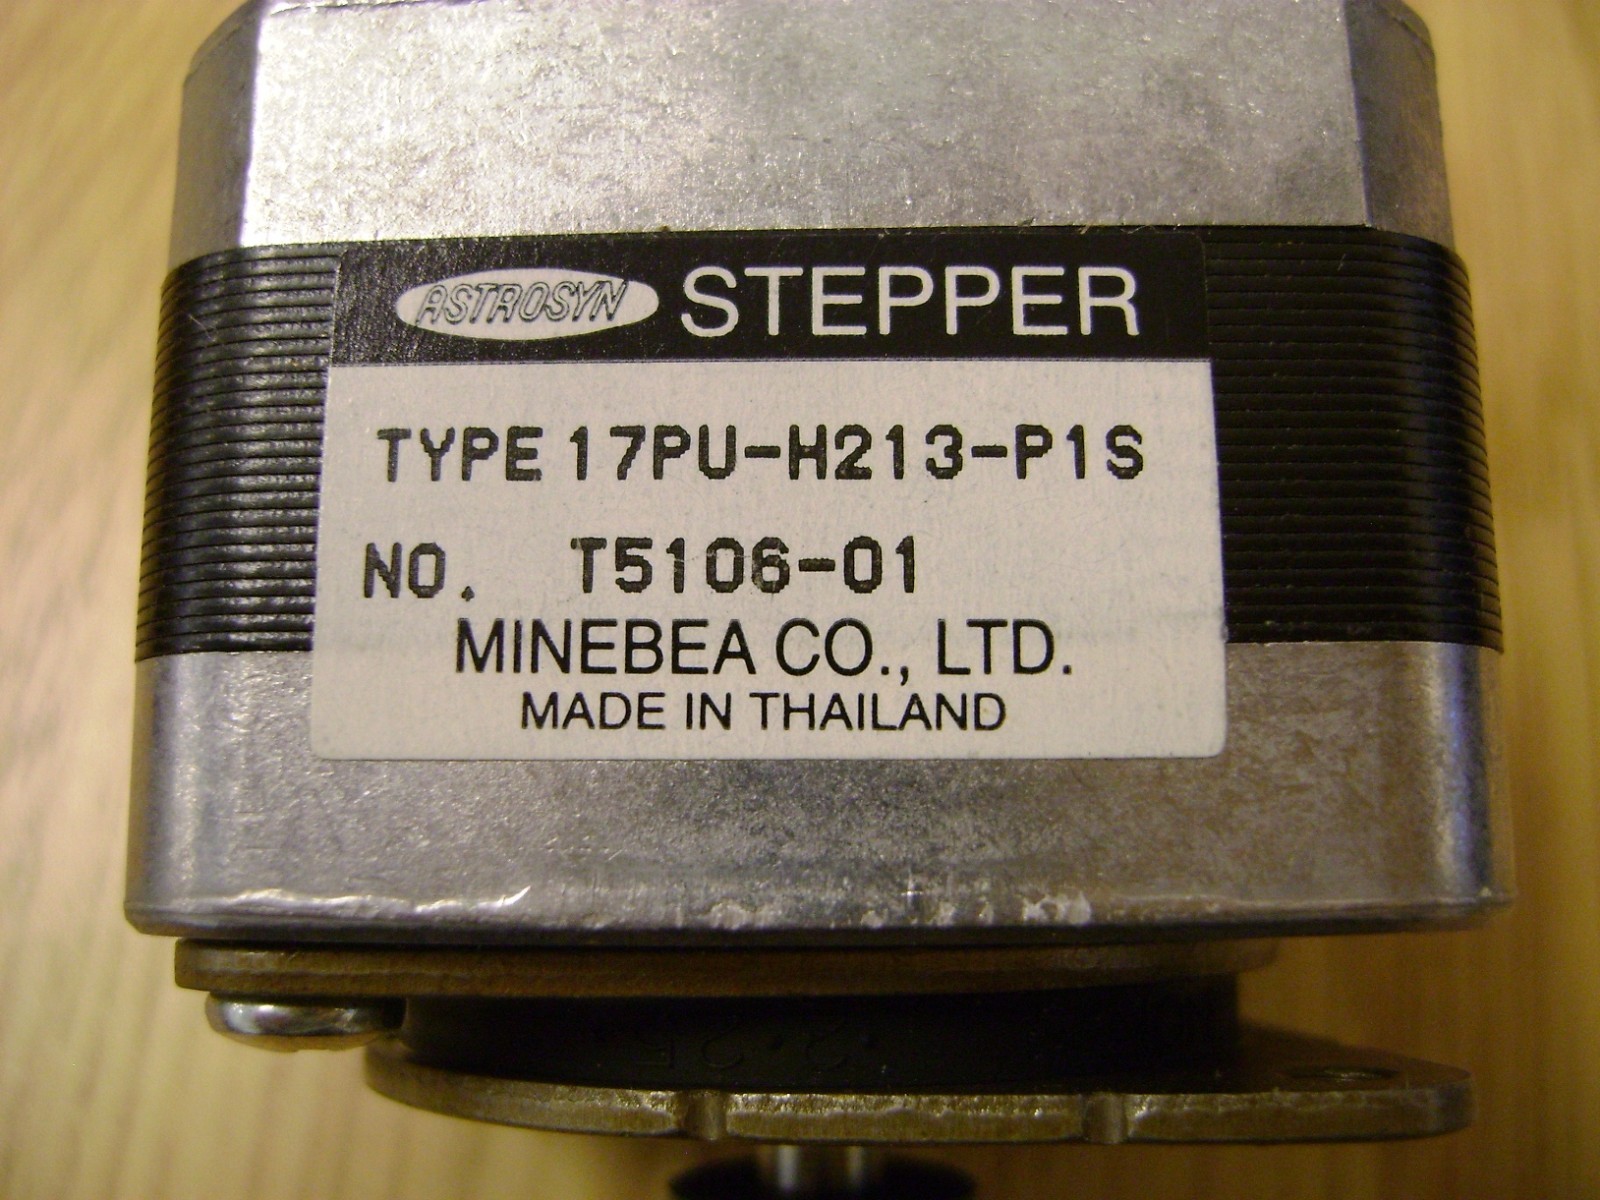 ASTROSYN STEPPER
TYPE 17PU-H213-P1S
NO. T5106-01
MINEBEA CO., LTD.
MADE IN THAILAND